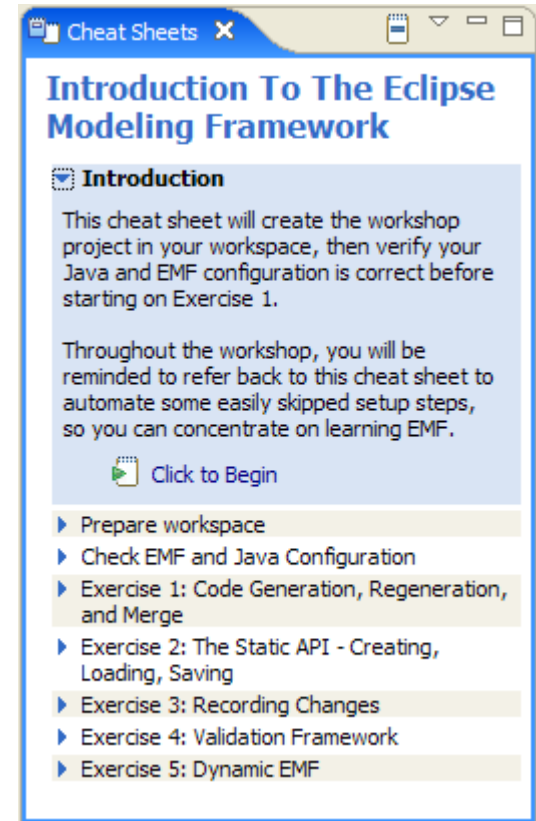 Cheat Sheets
Introduction To The Eclipse
Modeling Framework
Introduction
This cheat sheet will create the workshop
project in your workspace, then verify your
Java and EMF configuration is correct before
starting on Exercise 1.
Throughout the workshop, you will be
reminded to refer back to this cheat sheet to
automate some easily skipped setup steps,
so you can concentrate on learning EMF.
Click to Begin
Prepare workspace
Check EMF and Java Configuration
Exercise 1: Code Generation, Regeneration,
and Merge
Exercise 2: The Static API - Creating,
Loading, Saving
Exercise 3: Recording Changes
Exercise 4: Validation Framework
Exercise 5: Dynamic EMF